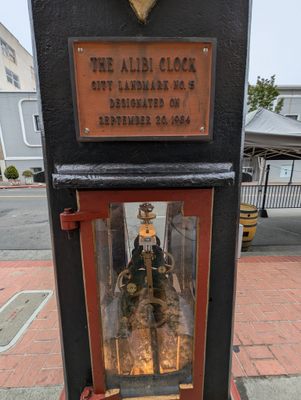 THE ALIBI CLOCK
CITY LANDMARK NO. 5
DESIGNATED ON
SEPTEMBER 20, 1984